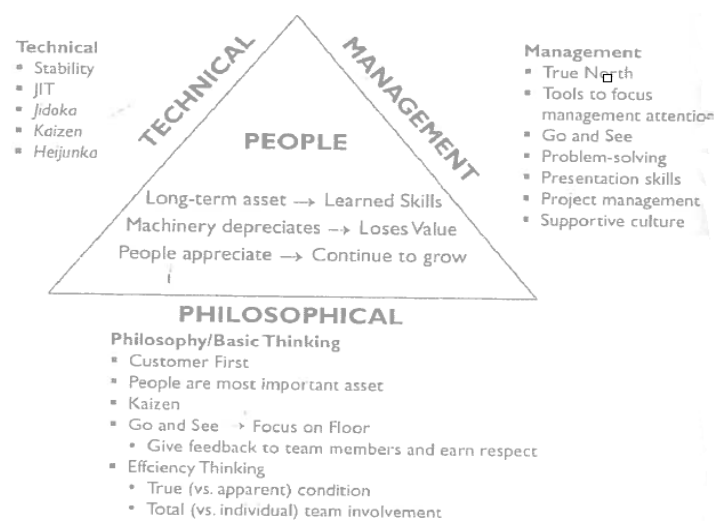 Technical
▪ Stability
▪ JIT
▪ Jidoka
▪ Kaizen
▪ Heijunka
TECHNICAL
MANAGEMENT
Management
▪ True North
▪ Tools to focus
management attention
▪ Go and See
▪ Problem-solving
▪ Presentation skills
▪ Project management
▪ Supportive culture
PEOPLE
Long-term asset → Learned Skills
Machinery depreciates → Loses Value
People appreciate → Continue to grow
PHILOSOPHICAL
Philosophy/Basic Thinking
▪ Customer First
▪ People are most important asset
▪ Kaizen
▪ Go and See → Focus on Floor
• Give feedback to team members and earn respect
▪ Effciency Thinking
• True (vs. apparent) condition
• Total (vs. individual) team involvement